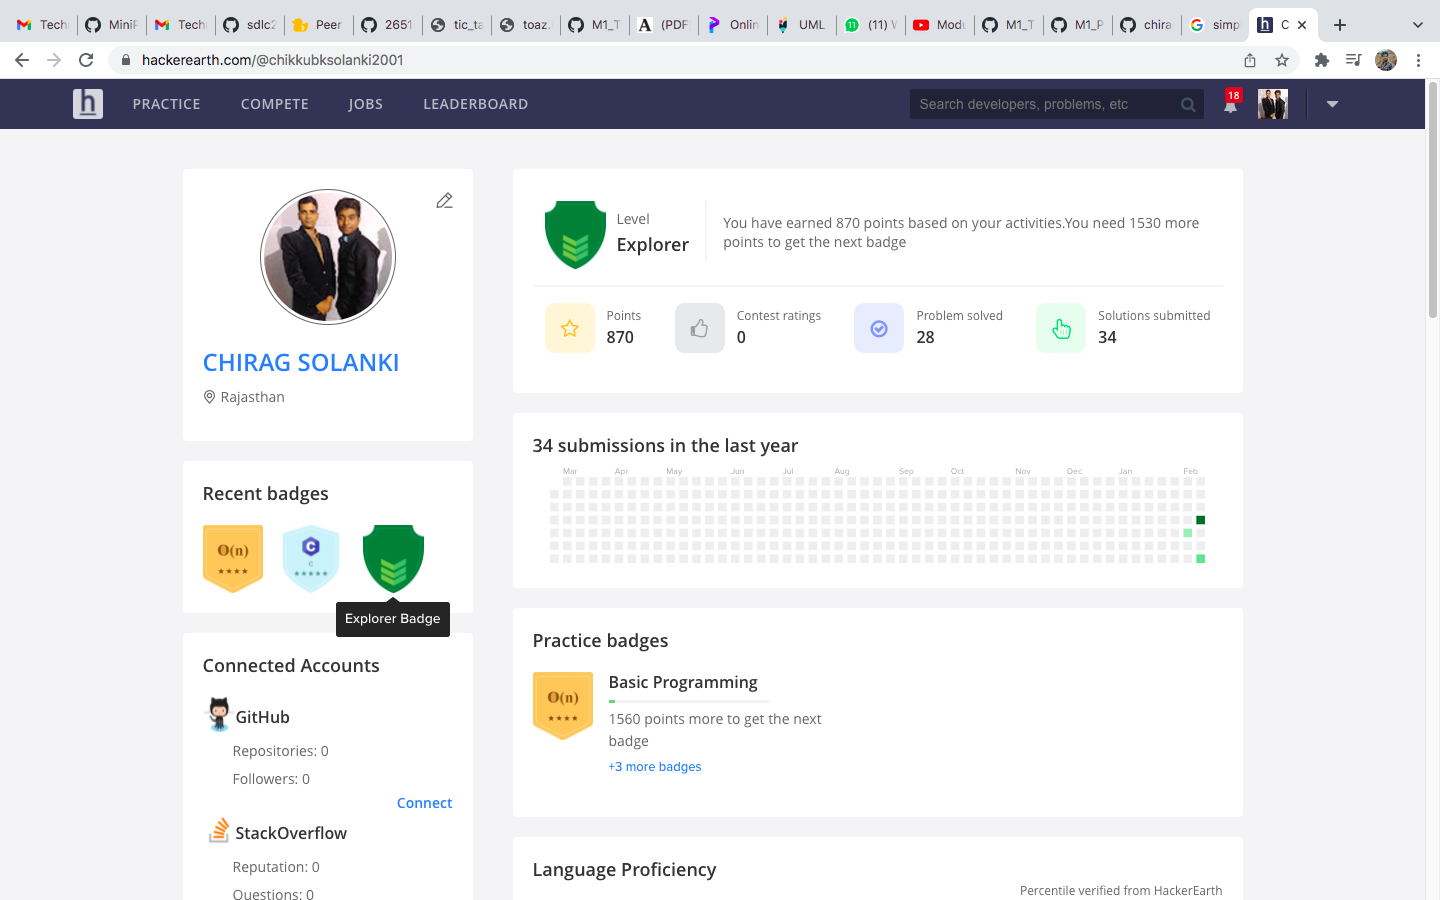 Tech
MiniP
Tech
sdlc2
Peer
2651
tic_ta
toaz.
M1_T
(PDF
Onlin
UML
(11) W
Modu
M1_T
M1_P
chira
simp
C
hackerearth.com/@chikkubksolanki2001
h PRACTICE COMPETE JOBS LEADERBOARD
Search developers, problems, etc
18
CHIRAG SOLANKI
Rajasthan
Recent badges
O(n)
C
C
Explorer Badge
Connected Accounts
GitHub
Repositories: 0
Followers: 0
Connect
StackOverflow
Reputation: 0
Questions: 0
Level
Explorer
You have earned 870 points based on your activities.You need 1530 more
points to get the next badge
Points
870
Contest ratings
0
Problem solved
28
Solutions submitted
34
34 submissions in the last year
Mar Apr May Jun Jul Aug Sep Oct Nov Dec Jan Feb
Practice badges
O(n)
Basic Programming
1560 points more to get the next
badge
+3 more badges
Language Proficiency
Percentile verified from HackerEarth